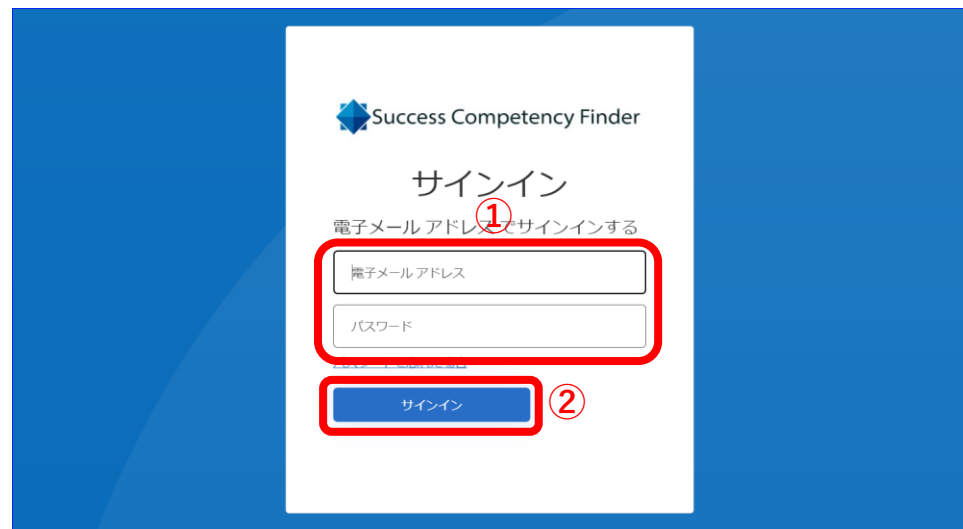 Success Competency Finder
サインイン
①
電子メール アドレスでサインインする
電子メール アドレス
パスワード
サインイン
②